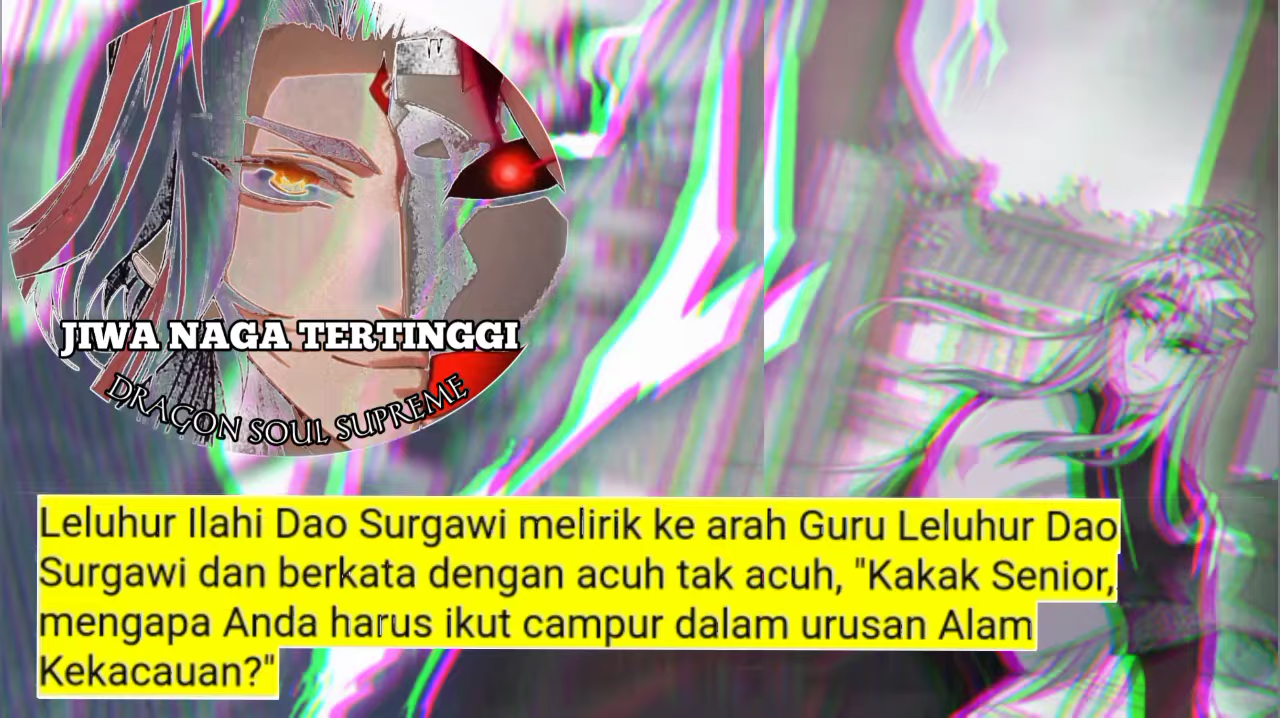 JIWA NAGA TERTINGGI
DRAGON SOUL SUPREME
Leluhur Ilahi Dao Surgawi melirik ke arah Guru Leluhur Dao
Surgawi dan berkata dengan acuh tak acuh, "Kakak Senior,
mengapa Anda harus ikut campur dalam urusan Alam
Kekacauan?"